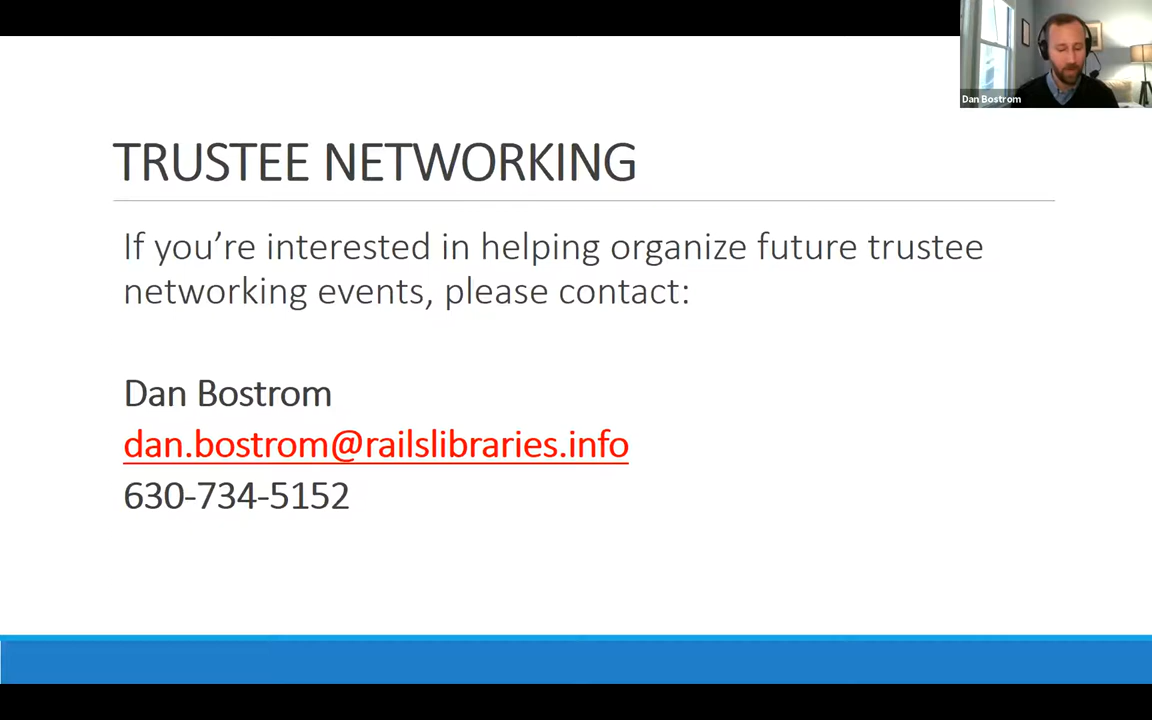 Dan Bostrom
TRUSTEE NETWORKING
If you’re interested in helping organize future trustee
networking events, please contact:
Dan Bostrom
dan.bostrom@railslibraries.info
630-734-5152